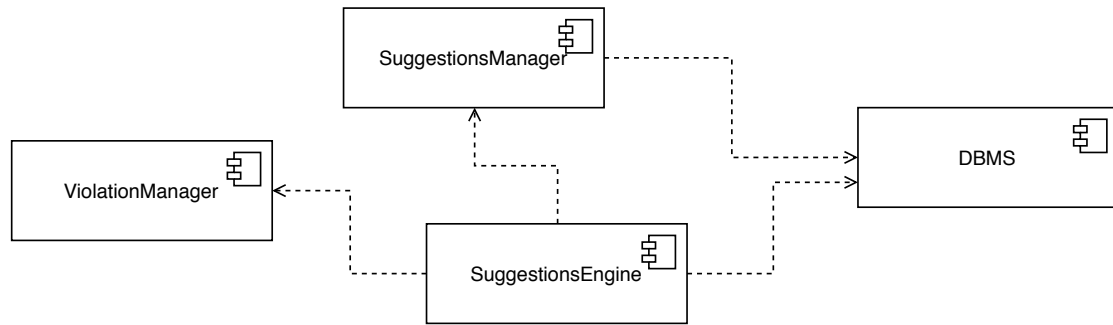 SuggestionsManager
DBMS
ViolationManager
SuggestionsEngine